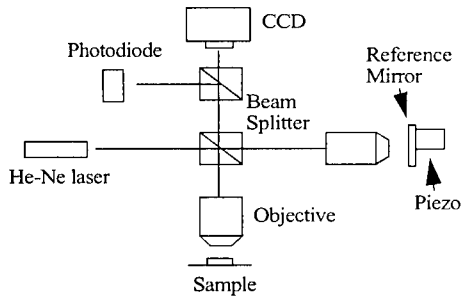 CCD
Photodiode
Reference
Mirror
Beam
Splitter
He-Ne laser
Piezo
Objective
Sample